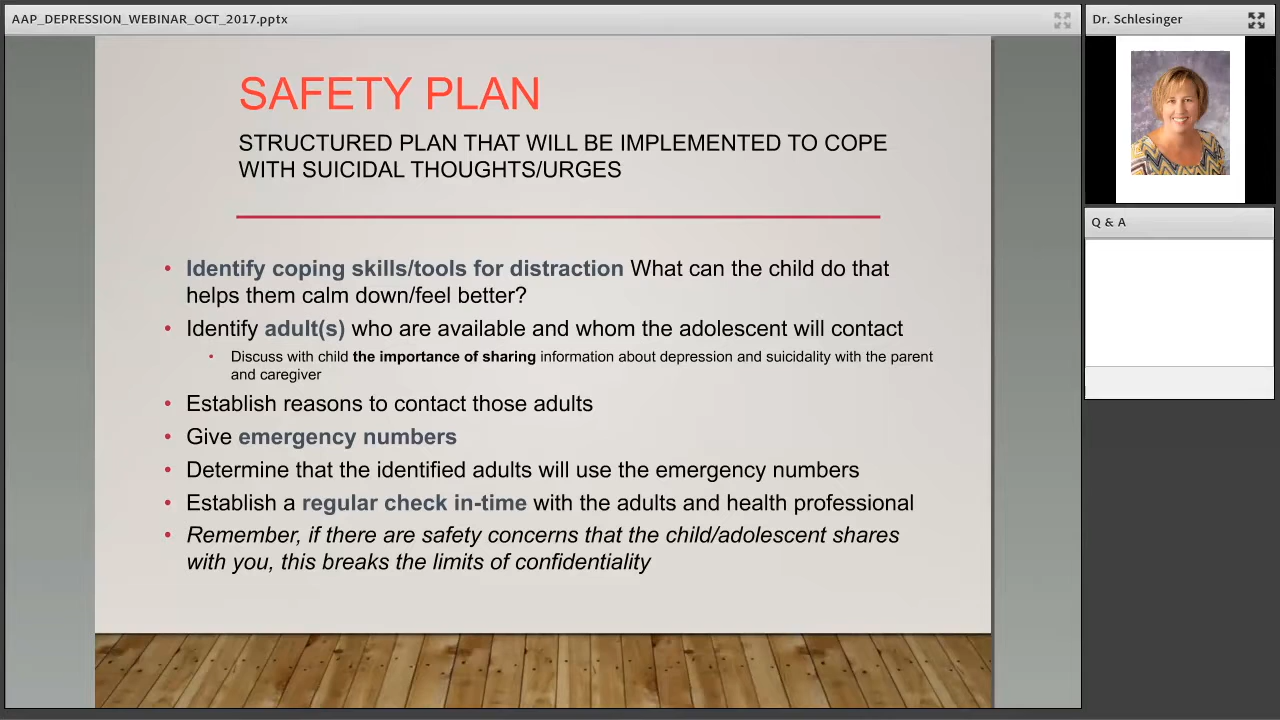 AAP_DEPRESSION_WEBINAR_OCT_2017.pptx
Dr. Schlesinger
SAFETY PLAN
STRUCTURED PLAN THAT WILL BE IMPLEMENTED TO COPE
WITH SUICIDAL THOUGHTS/URGES
Q & A
• Identify coping skills/tools for distraction What can the child do that
helps them calm down/feel better?
• Identify adult(s) who are available and whom the adolescent will contact
• Discuss with child the importance of sharing information about depression and suicidality with the parent
and caregiver
• Establish reasons to contact those adults
• Give emergency numbers
• Determine that the identified adults will use the emergency numbers
• Establish a regular check in-time with the adults and health professional
• Remember, if there are safety concerns that the child/adolescent shares
with you, this breaks the limits of confidentiality